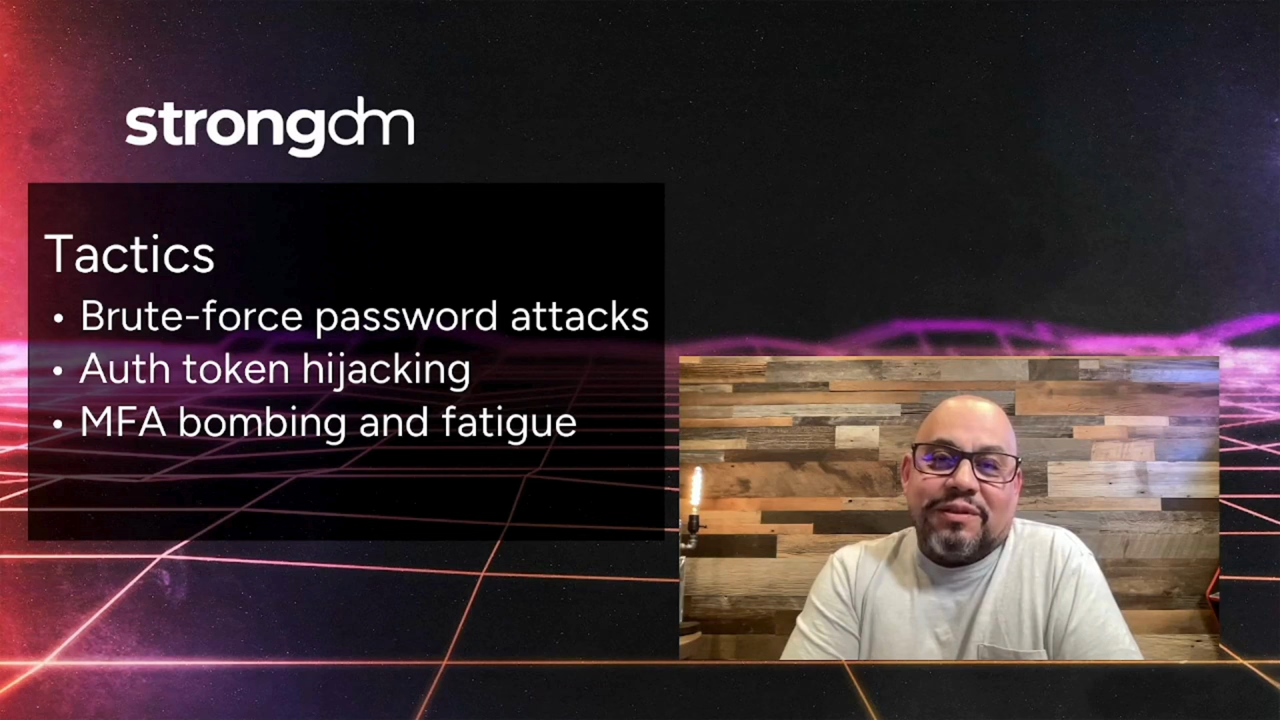 strongdm
Tactics
• Brute-force password attacks
• Auth token hijacking
• MFA bombing and fatigue